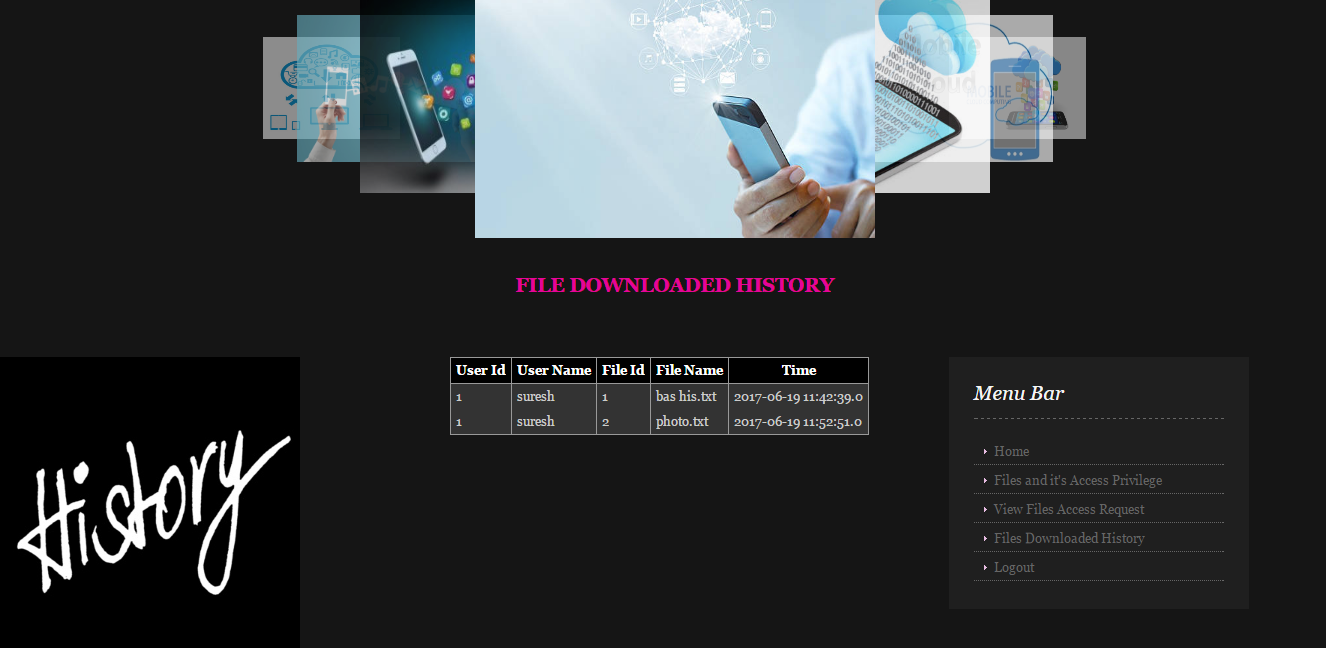 MOBILE
FILE DOWNLOADED HISTORY
History
User Id User Name File Id File Name Time
1 suresh 1 bas his.txt 2017-06-19 11:42:39.0
1 suresh 2 photo.txt 2017-06-19 11:52:51.0
Menu Bar
Home
Files and it's Access Privilege
View Files Access Request
Files Downloaded History
Logout